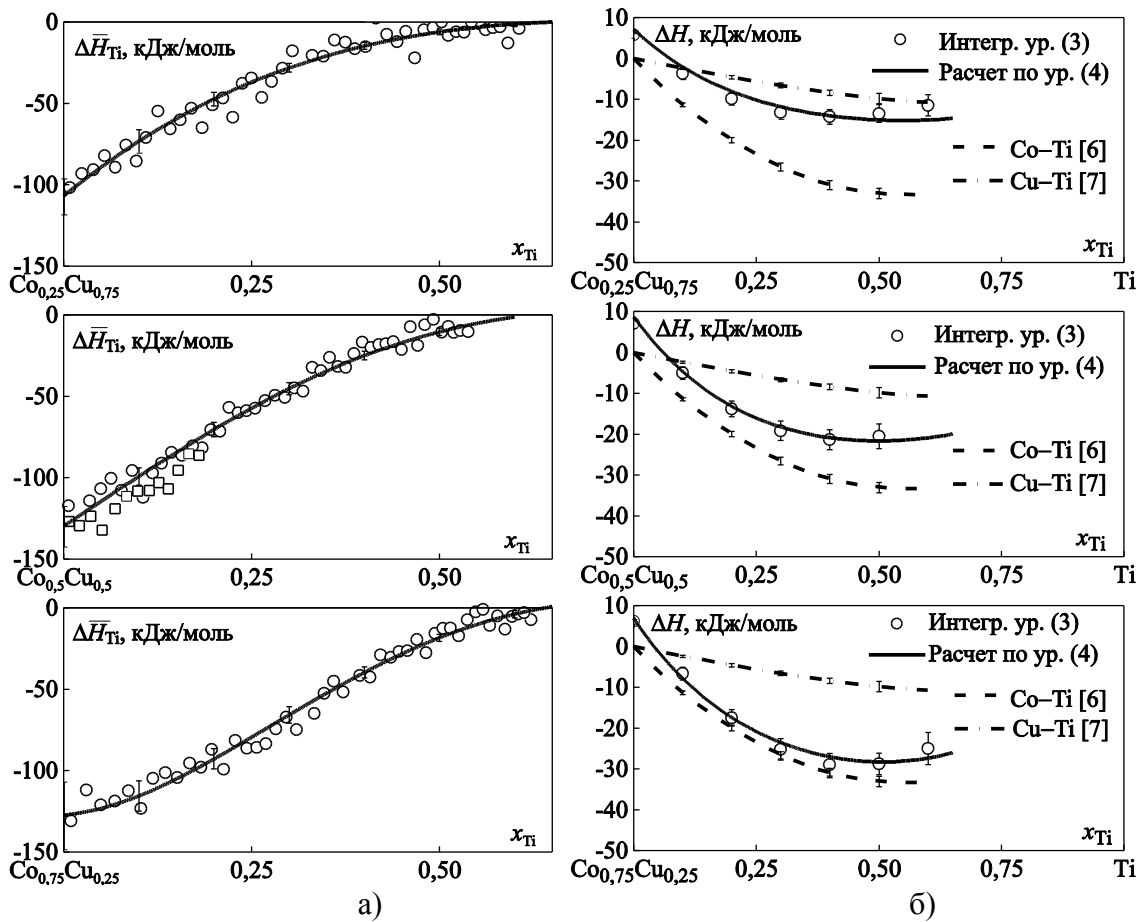 0
-50
-100
-150
ΔH̅Ti, кДж/моль
xTi
Co0,25Cu0,75 0,25 0,50
10
0
-10
-20
-30
-40
-50
ΔH, кДж/моль
Интегр. ур. (3)
Расчет по ур. (4)
Co–Ti [6]
Cu–Ti [7]
xTi
Co0,25Cu0,75 0,25 0,50 0,75 Ti
0
-50
-100
-150
ΔH̅Ti, кДж/моль
xTi
Co0,5Cu0,5 0,25 0,50
10
0
-10
-20
-30
-40
-50
ΔH, кДж/моль
Интегр. ур. (3)
Расчет по ур. (4)
Co–Ti [6]
Cu–Ti [7]
xTi
Co0,5Cu0,5 0,25 0,50 0,75 Ti
0
-50
-100
-150
ΔH̅Ti, кДж/моль
xTi
Co0,75Cu0,25 0,25 0,50
10
0
-10
-20
-30
-40
-50
ΔH, кДж/моль
Интегр. ур. (3)
Расчет по ур. (4)
Co–Ti [6]
Cu–Ti [7]
xTi
Co0,75Cu0,25 0,25 0,50 0,75 Ti
а) б)